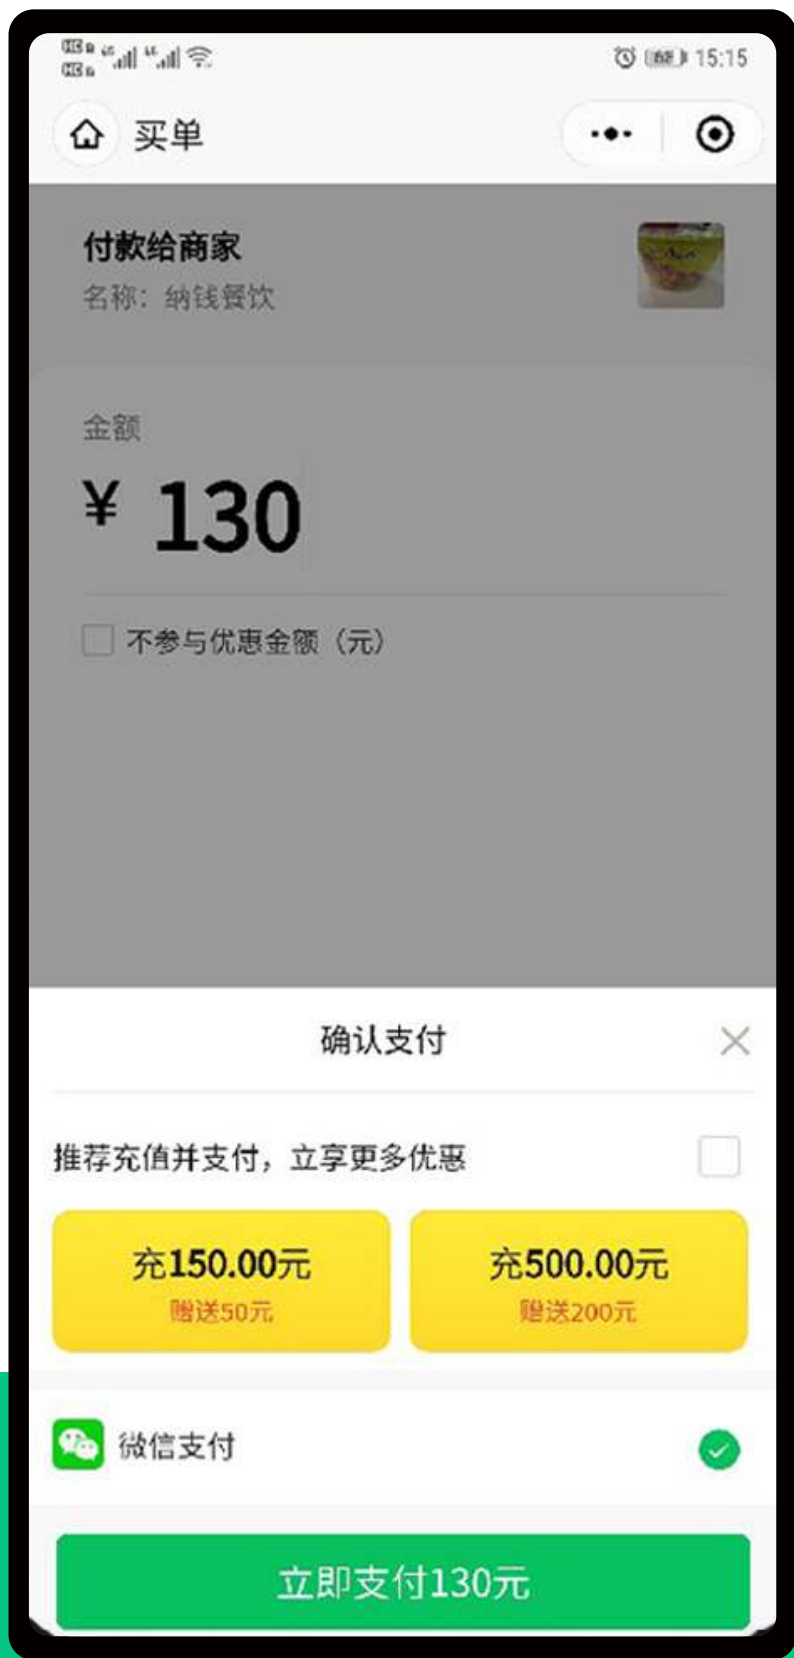 15:15
买单
付款给商家
名称：纳钱餐饮
金额
¥ 130
不参与优惠金额（元）
确认支付
推荐充值并支付，立享更多优惠
充150.00元
赠送50元
充500.00元
赠送200元
微信支付
立即支付130元